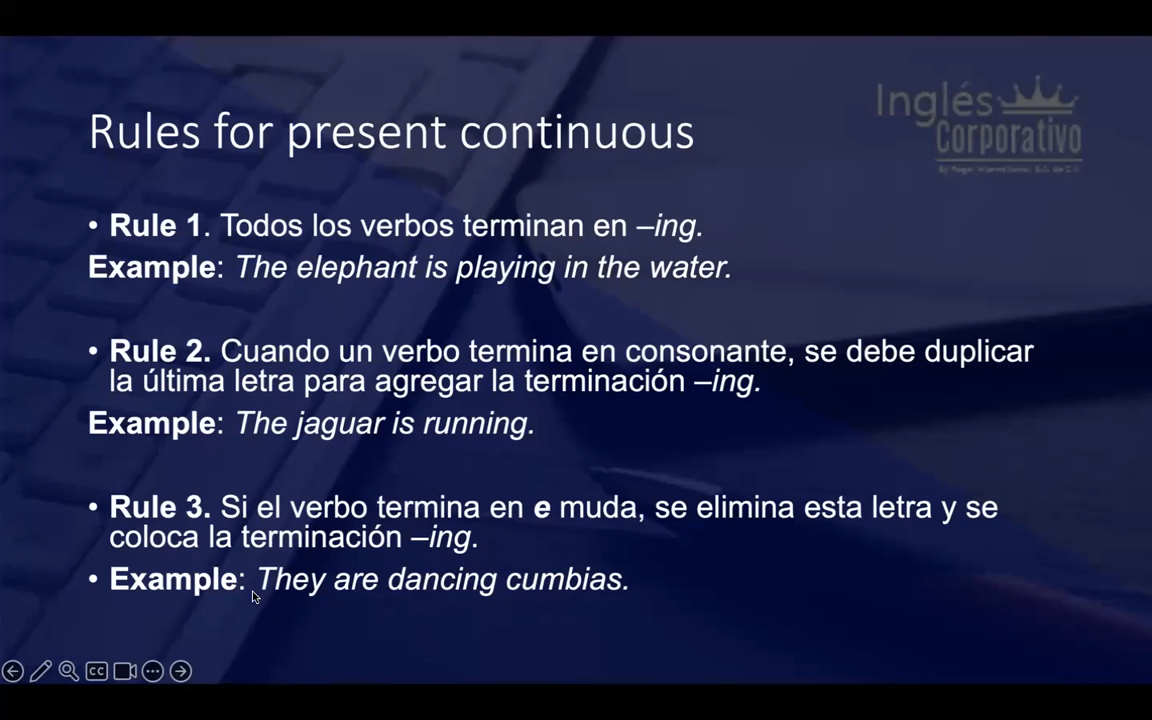 Inglés
Corporativo
Rules for present continuous
• Rule 1. Todos los verbos terminan en –ing.
Example: The elephant is playing in the water.
• Rule 2. Cuando un verbo termina en consonante, se debe duplicar
la última letra para agregar la terminación –ing.
Example: The jaguar is running.
• Rule 3. Si el verbo termina en e muda, se elimina esta letra y se
coloca la terminación –ing.
• Example: They are dancing cumbias.
CC